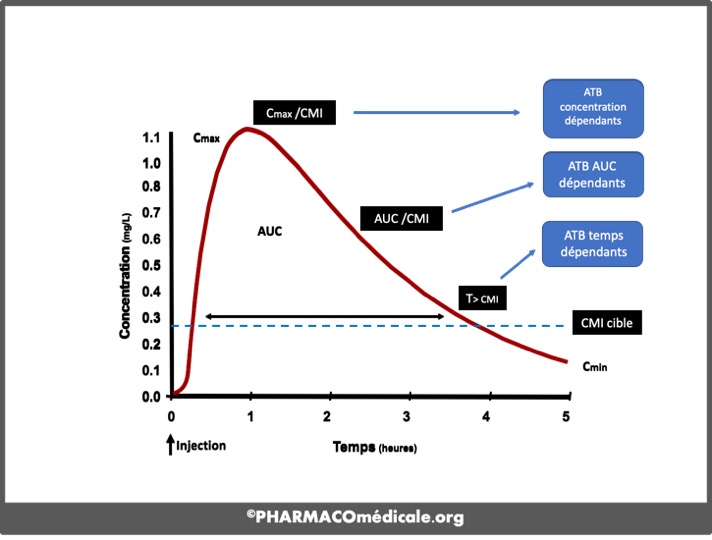 ATB
concentration
dépendants
Cmax /CMI
1.1
Cmax
1.0
ATB AUC
dépendants
0.8
0.7
AUC /CMI
AUC
0.6
ATB temps
dépendants
0.5
0.4
T> CMI
0.3
CMI cible
0.2
0.1
Cmin
0.0
Concentration (mg/L)
0
1
2
3
4
5
Injection
Temps (heures)
©PHARMACOmédicale.org